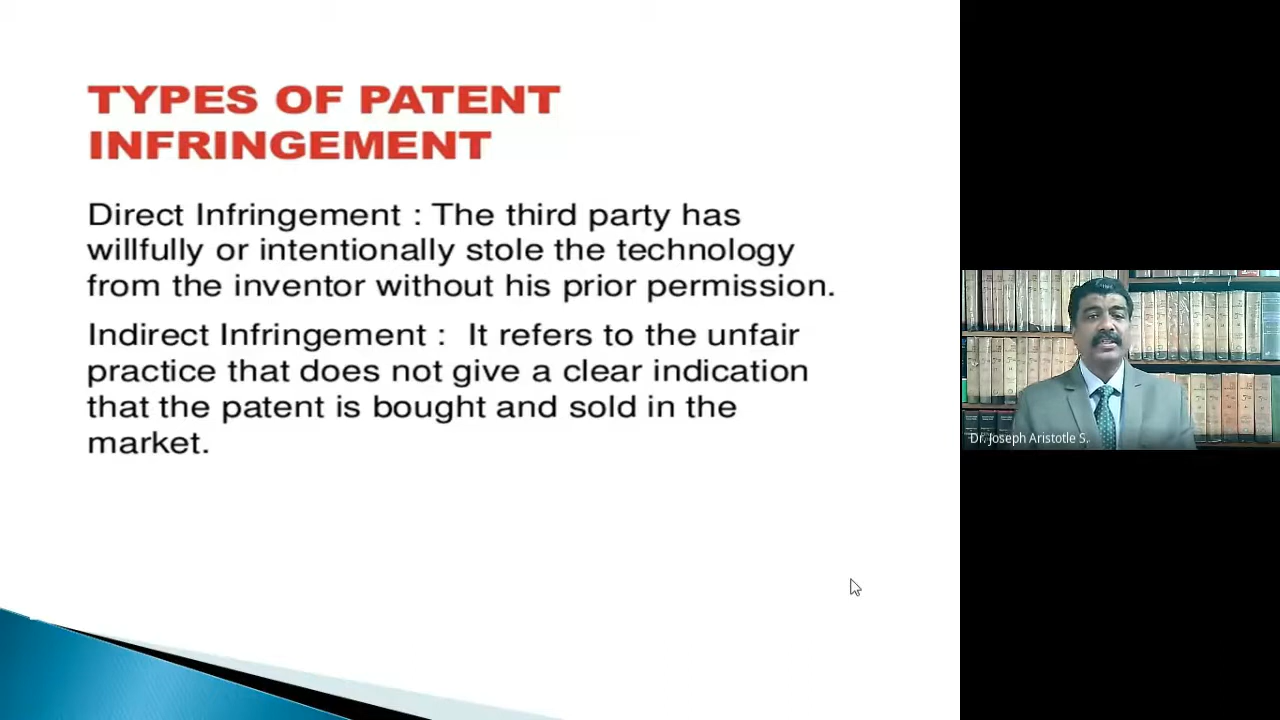 TYPES OF PATENT
INFRINGEMENT
Direct Infringement : The third party has
willfully or intentionally stole the technology
from the inventor without his prior permission.
Indirect Infringement :  It refers to the unfair
practice that does not give a clear indication
that the patent is bought and sold in the
market.
Dr. Joseph Aristotle S.